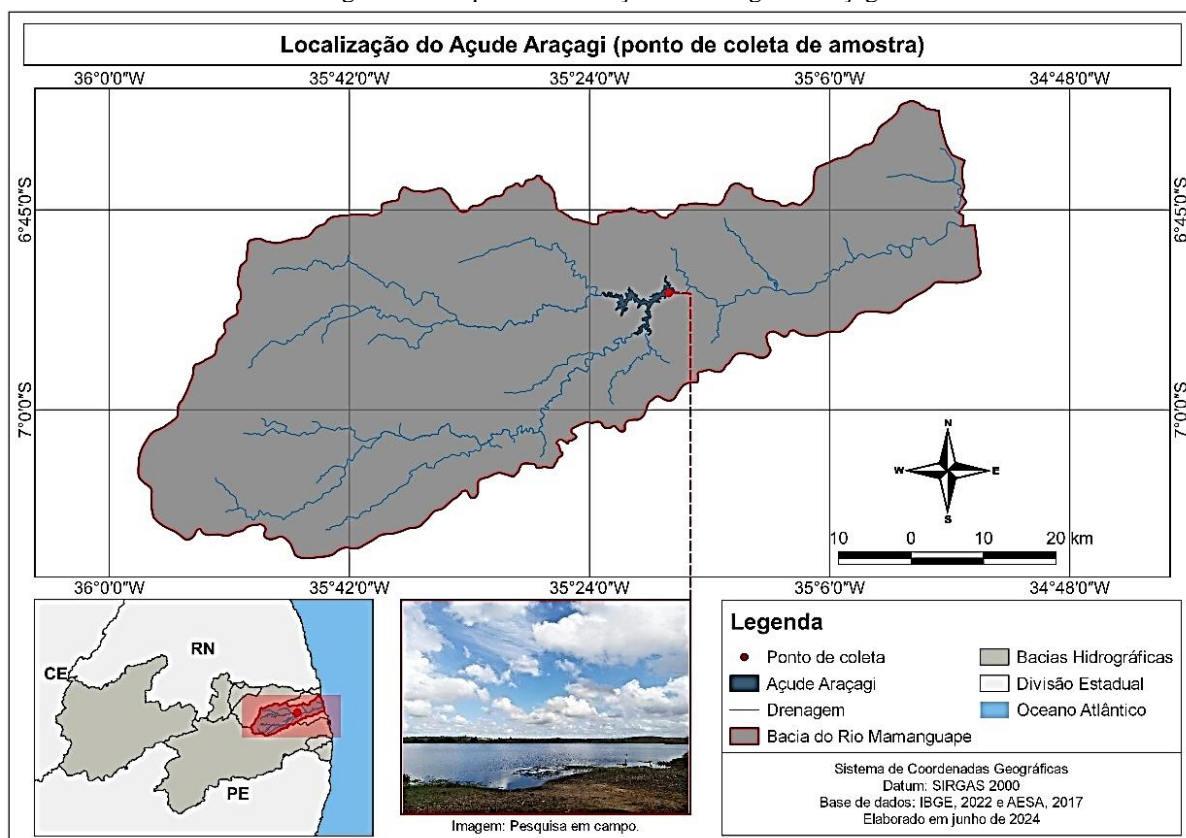 Localização do Açude Araçagi (ponto de coleta de amostra)
36°0'0"W 35°42'0"W 35°24'0"W 35°6'0"W 34°48'0"W
6°45'0"S 6°45'0"S
7°0'0"S 7°0'0"S
N
W E
S
10 0 10 20 km
36°0'0"W 35°42'0"W 35°24'0"W 35°6'0"W 34°48'0"W
RN
CE
PE
Imagem: Pesquisa em campo.
Legenda
Ponto de coleta
Açude Araçagi
Drenagem
Bacia do Rio Mamanguape
Bacias Hidrográficas
Divisão Estadual
Oceano Atlântico
Sistema de Coordenadas Geográficas
Datum: SIRGAS 2000
Base de dados: IBGE, 2022 e AESA, 2017
Elaborado em junho de 2024